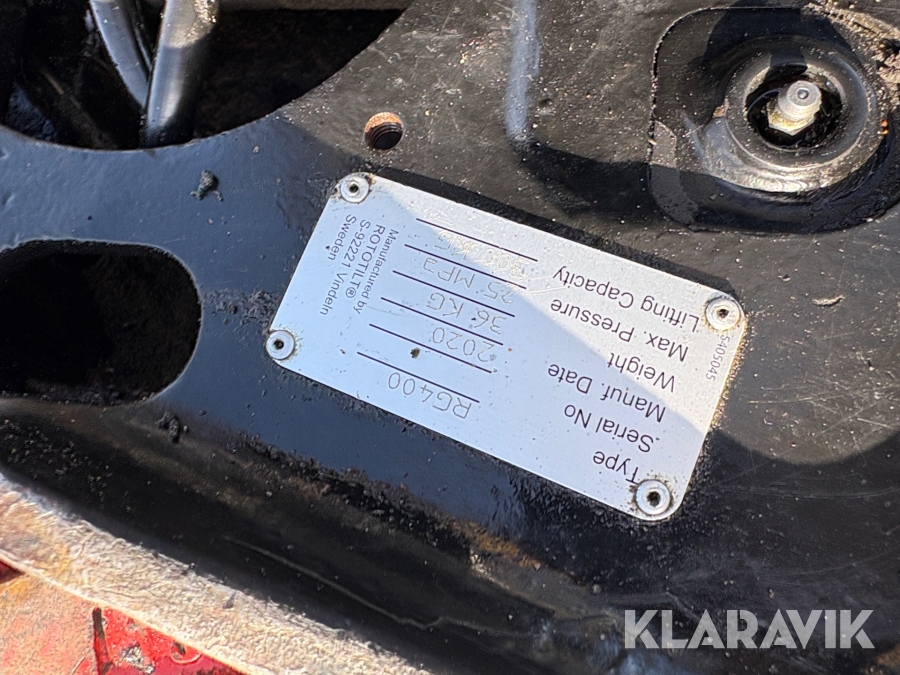 Type RG400
Serial No
Manuf. Date 2020
Weight 36 KG
Max. Pressure 25 MPa
Lifting Capacity
Manufactured by
ROTOTILT®
S-92221 Vindeln
Sweden
5405045
KLARAVIK